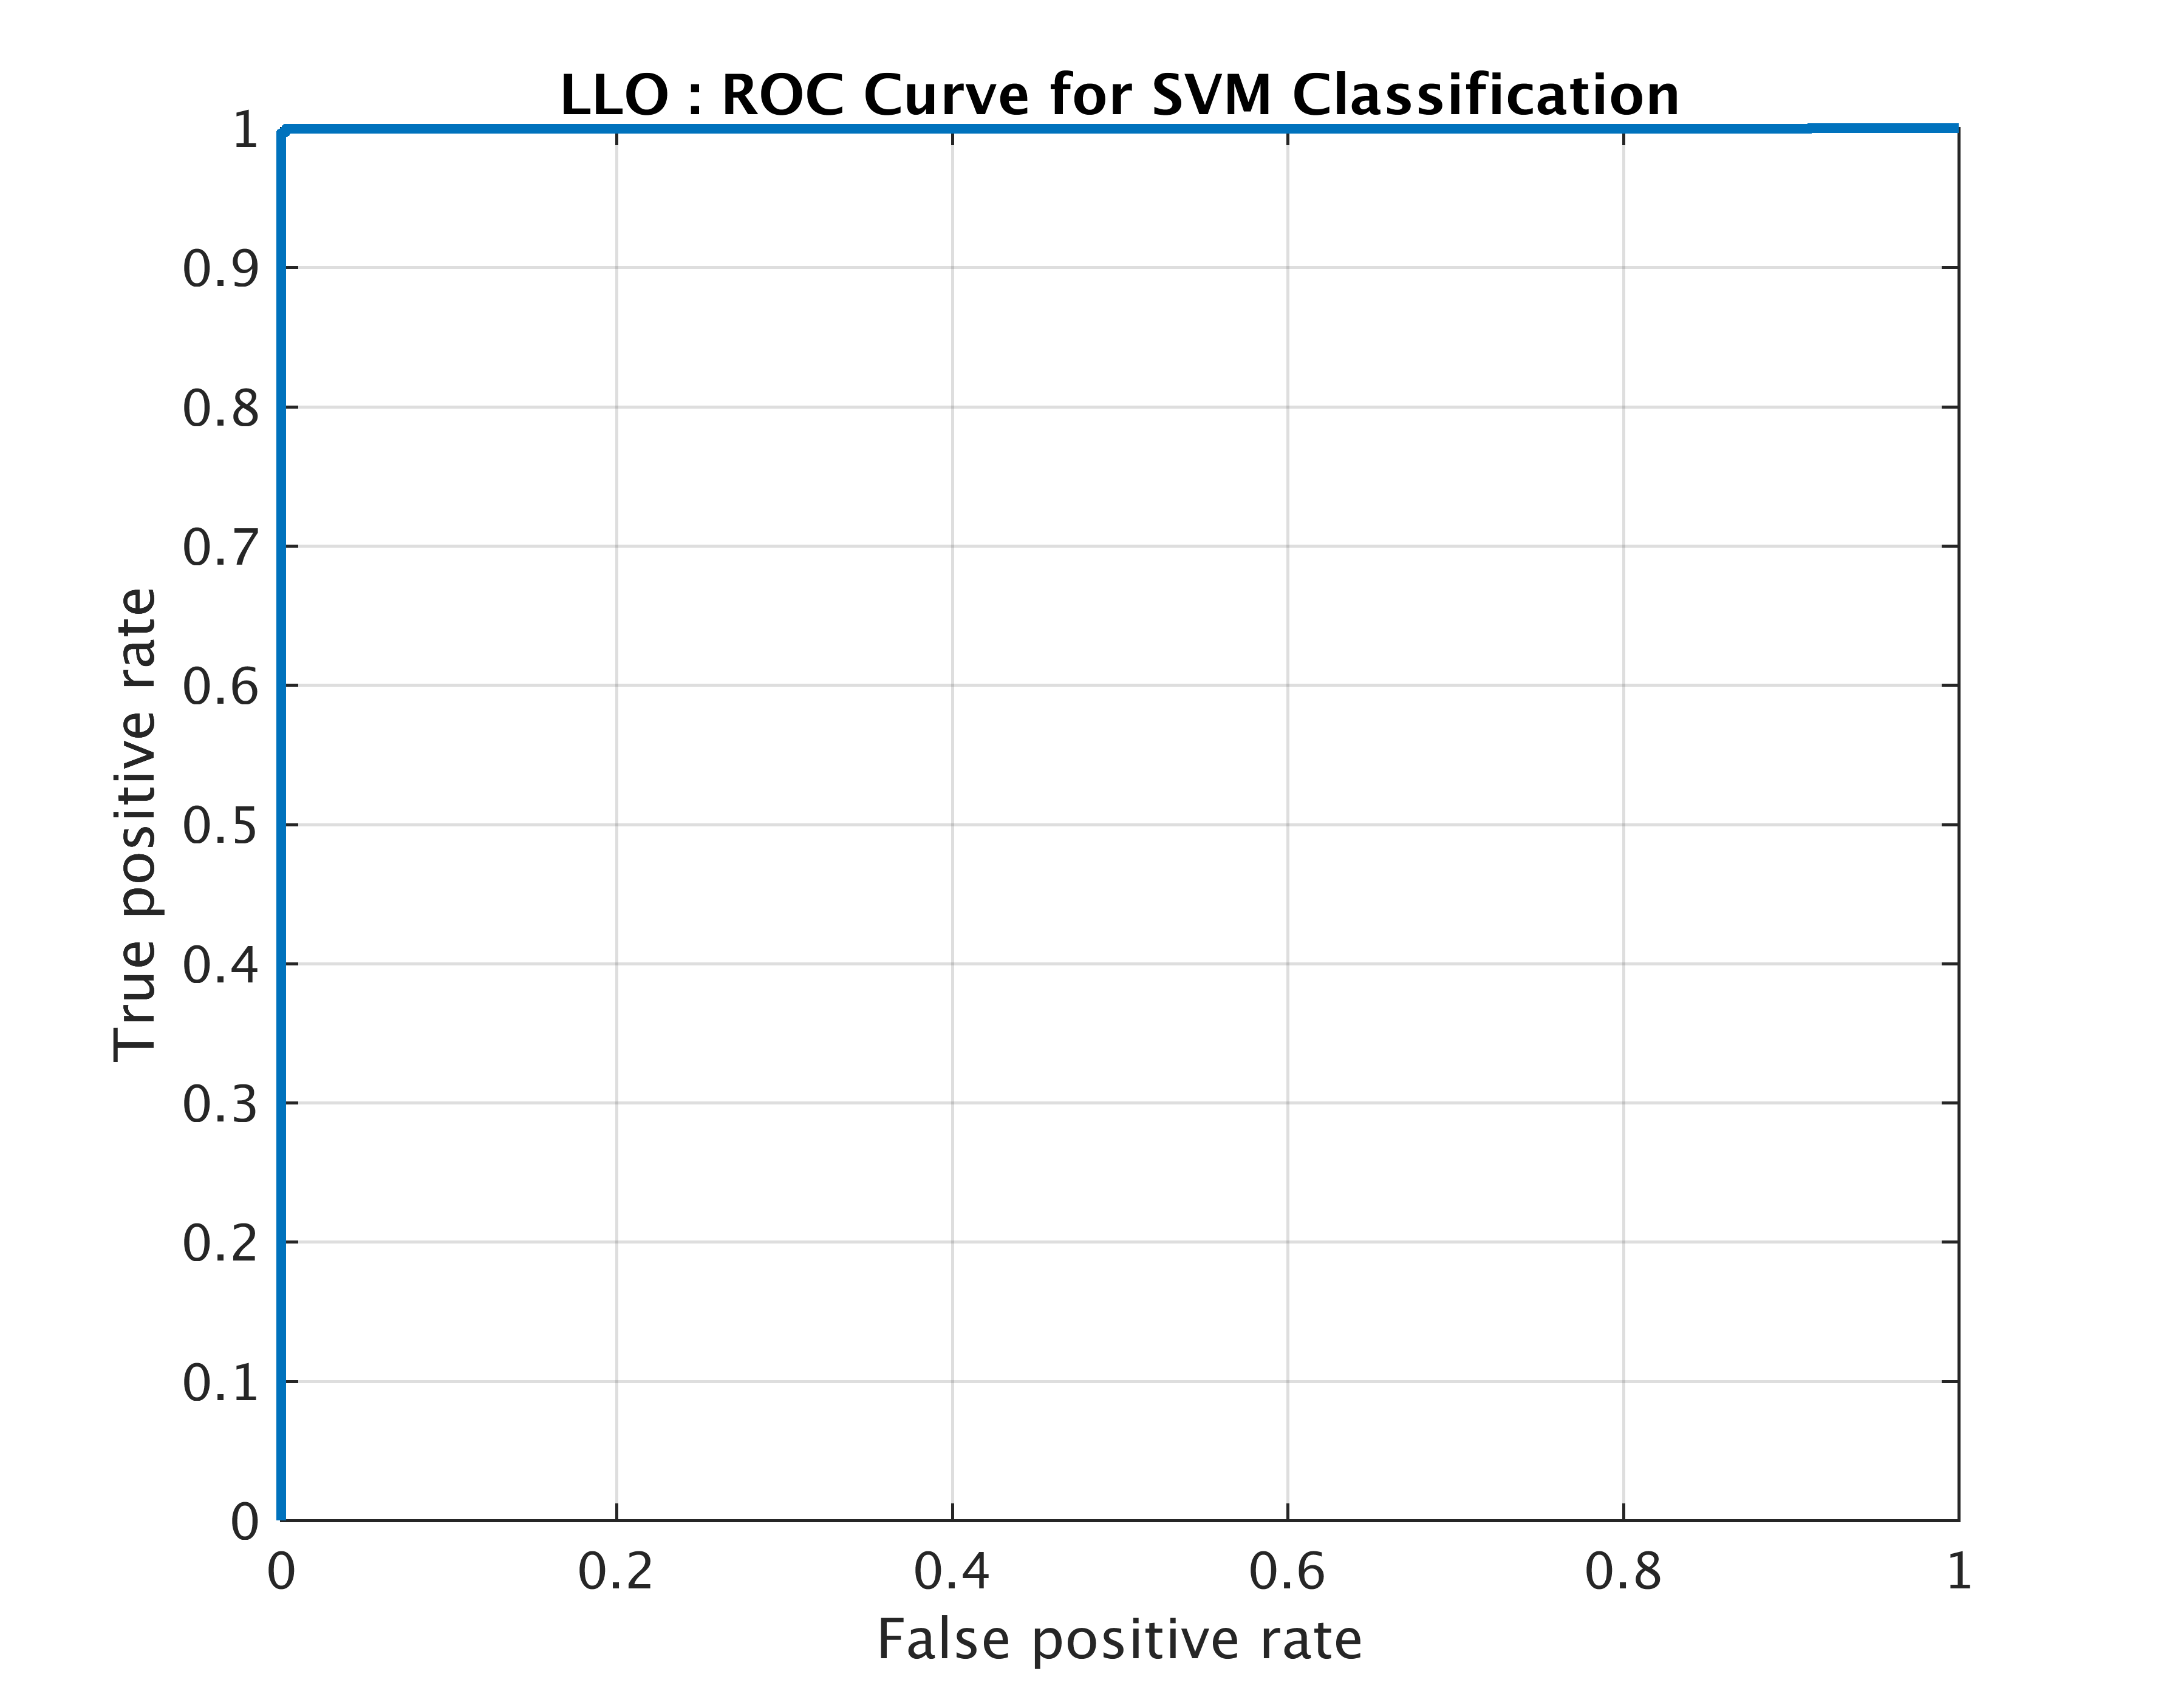 LLO : ROC Curve for SVM Classification
1
0.9
0.8
0.7
0.6
0.5
0.4
0.3
0.2
0.1
0
True positive rate
0 0.2 0.4 0.6 0.8 1
False positive rate